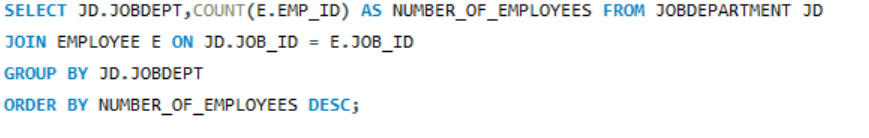 SELECT JD.JOBDEPT,COUNT(E.EMP_ID) AS NUMBER_OF_EMPLOYEES FROM JOBDEPARTMENT JD
JOIN EMPLOYEE E ON JD.JOB_ID = E.JOB_ID
GROUP BY JD.JOBDEPT
ORDER BY NUMBER_OF_EMPLOYEES DESC;